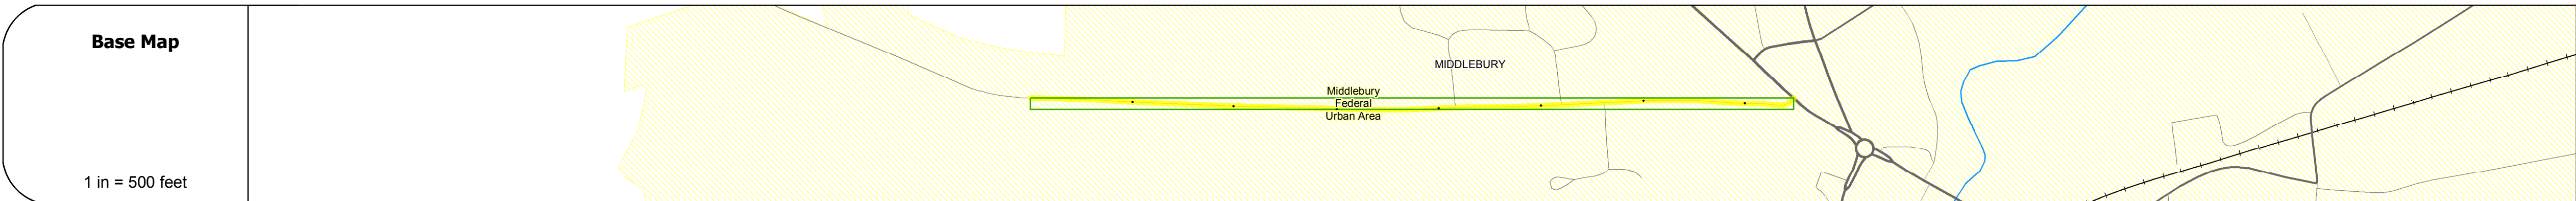 Base Map
1 in = 500 feet
MIDDLEBURY
Middlebury
Federal
Urban Area